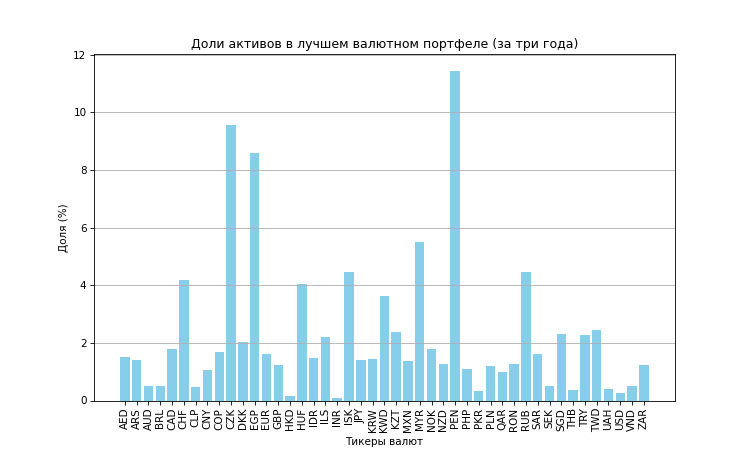 Доли активов в лучшем валютном портфеле (за три года)
12
10
8
6
4
2
0
Доля (%)
AED ARS AUD BRL CAD CHF CLP CNY COP CZK DKK EGP EUR GBP HKD HUF IDR ILS INR ISK JPY KRW KWD KZT MXN MYR NOK NZD PEN PHP PKR PLN QAR RON RUB SAR SEK SGD THB TRY TWD UAH USD VND ZAR
Тикеры валют